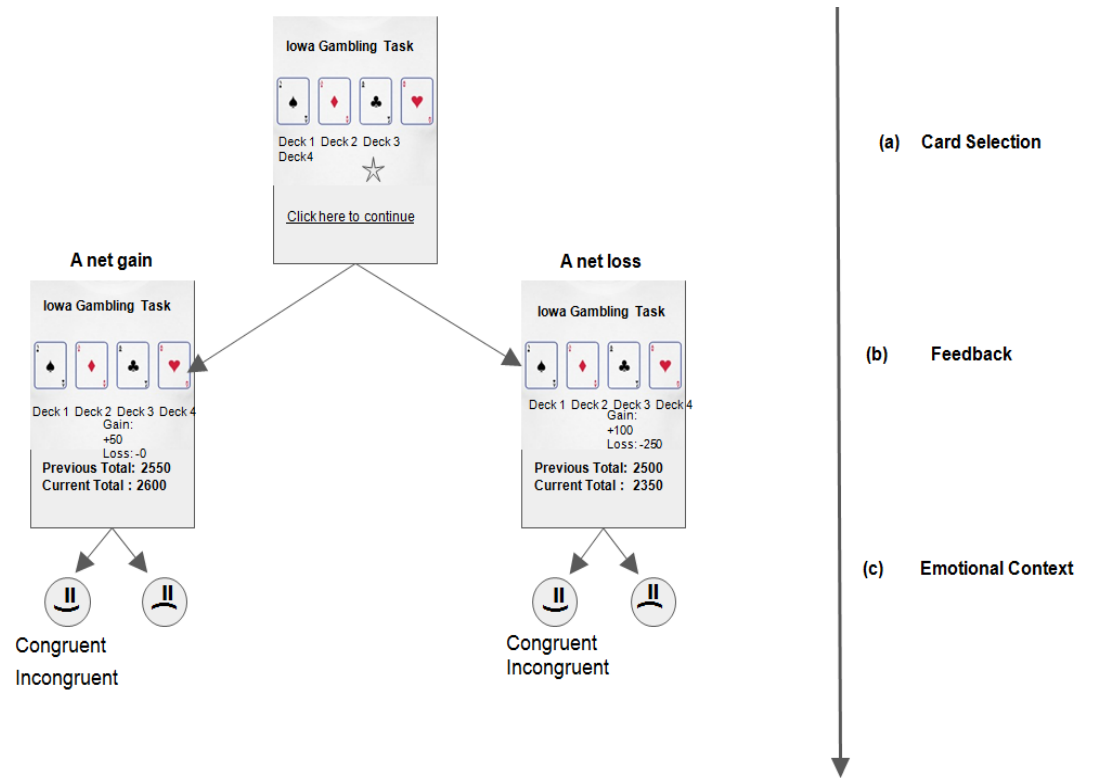 Iowa Gambling Task
Deck 1 Deck 2 Deck 3
Deck4
Click here to continue
(a) Card Selection
A net gain
A net loss
Iowa Gambling Task
Deck 1 Deck 2 Deck 3 Deck 4
Gain:
+50
Loss: -0
Previous Total: 2550
Current Total : 2600
Iowa Gambling Task
Deck 1 Deck 2 Deck 3 Deck 4
Gain:
+100
Loss: -250
Previous Total: 2500
Current Total : 2350
(b) Feedback
(c) Emotional Context
Congruent
Incongruent
Congruent
Incongruent